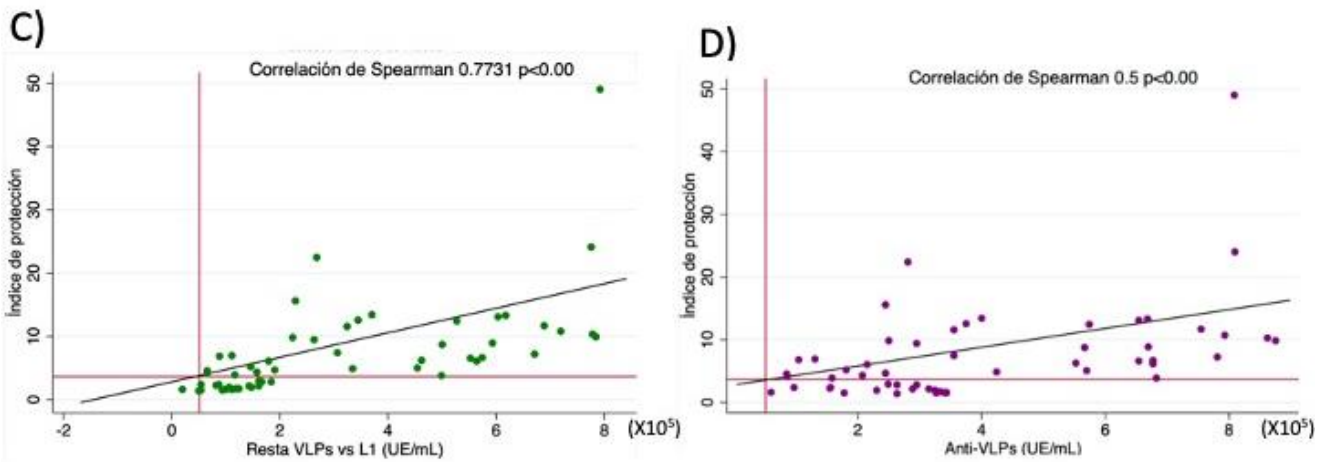 C)
Correlación de Spearman 0.7731 p<0.00
Índice de protección
50
40
30
20
10
0
-2
0
2
4
6
8
(X10⁵)
Resta VLPs vs L1 (UE/mL)
D)
Correlación de Spearman 0.5 p<0.00
Índice de protección
50
40
30
20
10
0
2
4
6
8
(X10⁵)
Anti-VLPs (UE/mL)